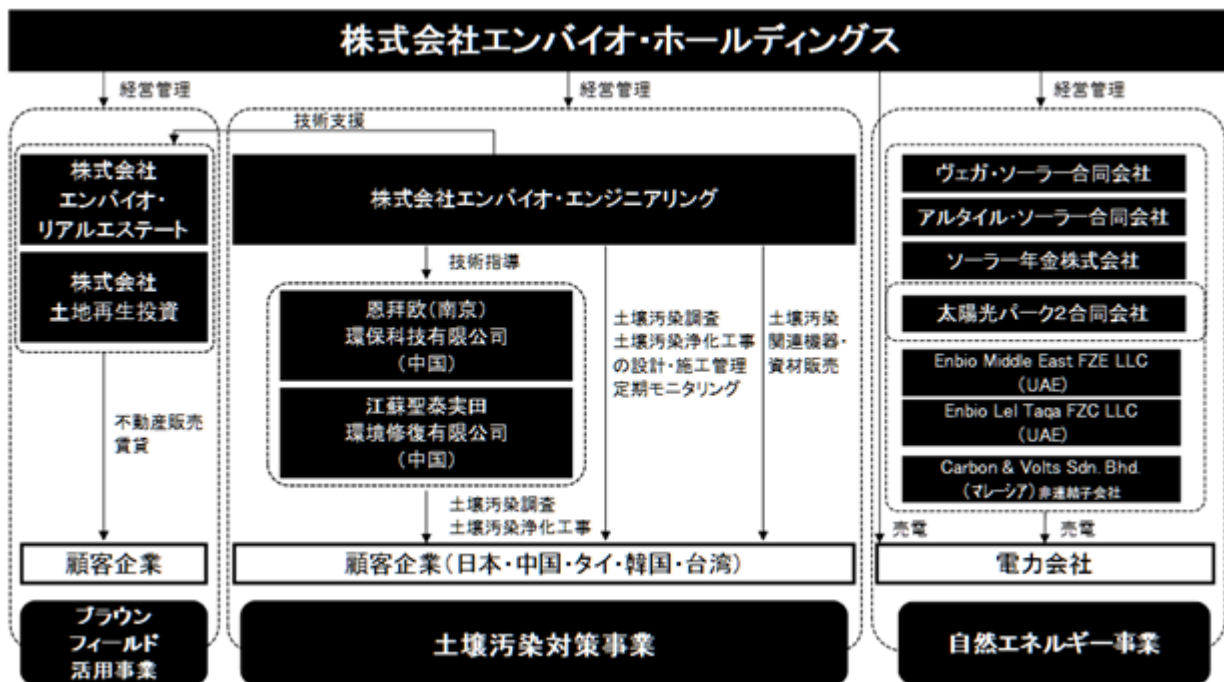 株式会社エンバイオ・ホールディングス
経営管理
経営管理
経営管理
技術支援
株式会社
エンバイオ・
リアルエステート
株式会社
土地再生投資
不動産販売
賃貸
顧客企業
ブラウン
フィールド
活用事業
株式会社エンバイオ・エンジニアリング
技術指導
恩拜欧(南京)
環保科技有限公司
(中国)
江蘇聖泰実田
環境修復有限公司
(中国)
土壌汚染調査
土壌汚染浄化工事
土壌汚染調査
土壌汚染浄化工事
の設計・施工管理
定期モニタリング
土壌汚染
関連機器・
資材販売
顧客企業(日本・中国・タイ・韓国・台湾)
土壌汚染対策事業
ヴェガ・ソーラー合同会社
アルタイル・ソーラー合同会社
ソーラー年金株式会社
太陽光パーク2合同会社
Enbio Middle East FZE LLC
(UAE)
Enbio Lel Taqa FZC LLC
(UAE)
Carbon & Volts Sdn. Bhd.
(マレーシア)非連結子会社
売電
売電
電力会社
自然エネルギー事業